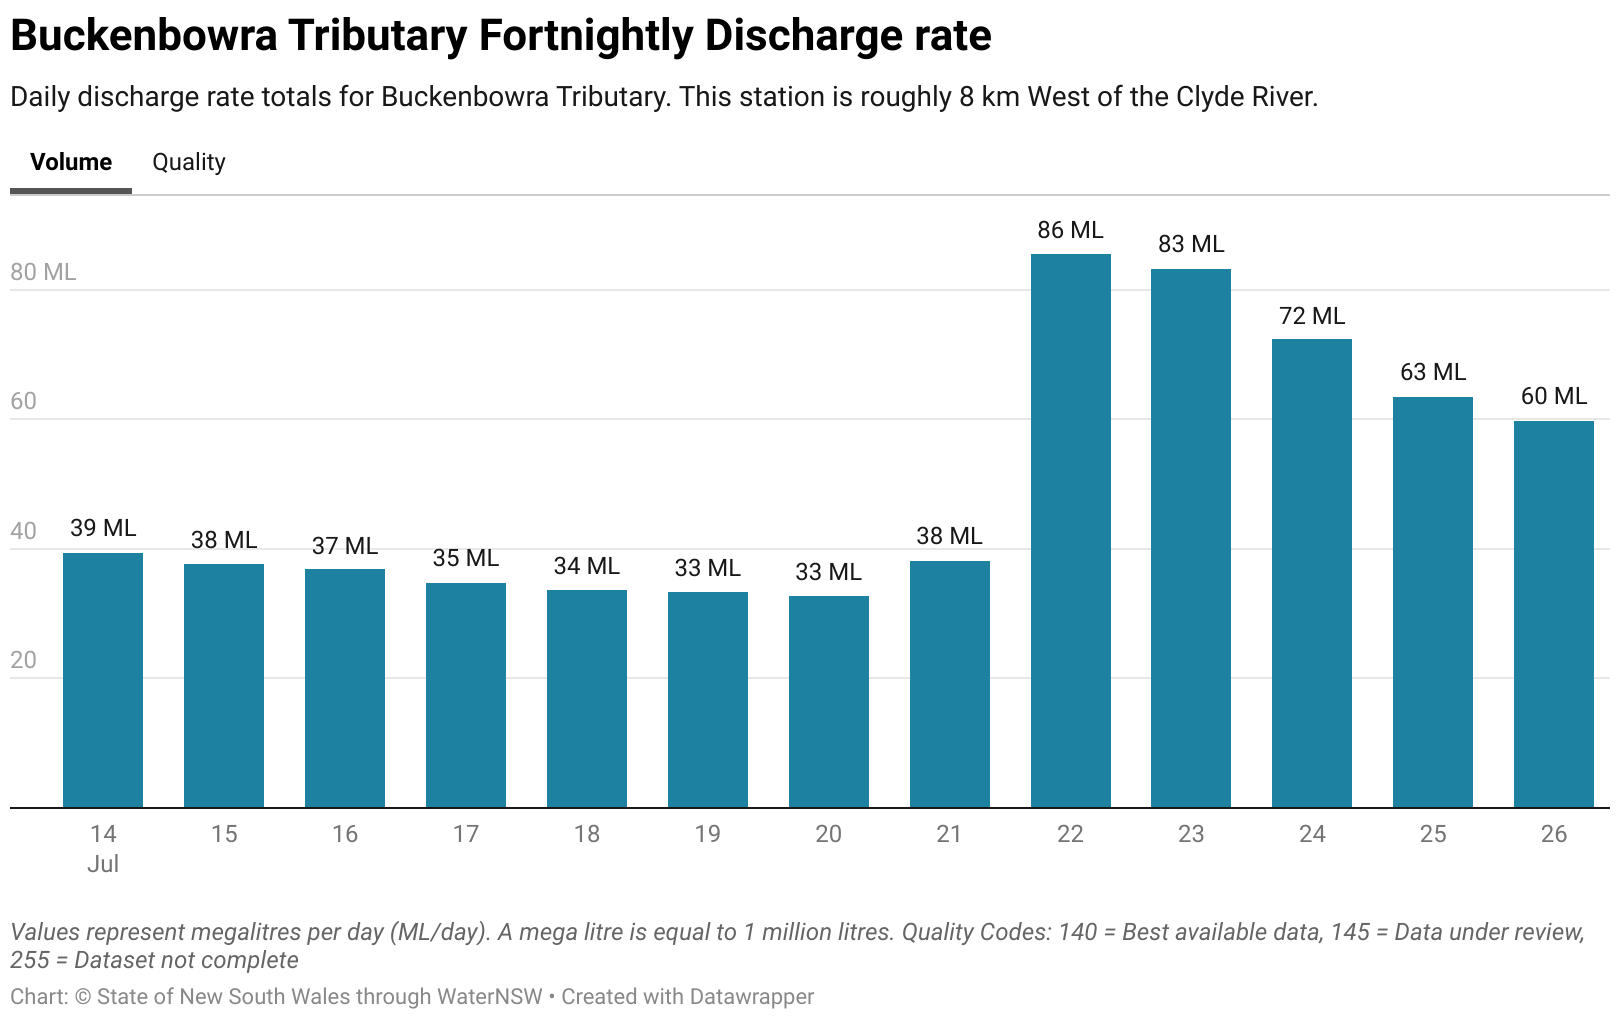 Buckenbowra Tributary Fortnightly Discharge rate
Daily discharge rate totals for Buckenbowra Tributary. This station is roughly 8 km West of the Clyde River.
Volume Quality
80 ML
60
40
20
39 ML
38 ML
37 ML
35 ML
34 ML
33 ML
33 ML
38 ML
86 ML
83 ML
72 ML
63 ML
60 ML
14 15 16 17 18 19 20 21 22 23 24 25 26
Jul
Values represent megalitres per day (ML/day). A mega litre is equal to 1 million litres. Quality Codes: 140 = Best available data, 145 = Data under review,
255 = Dataset not complete
Chart: © State of New South Wales through WaterNSW • Created with Datawrapper